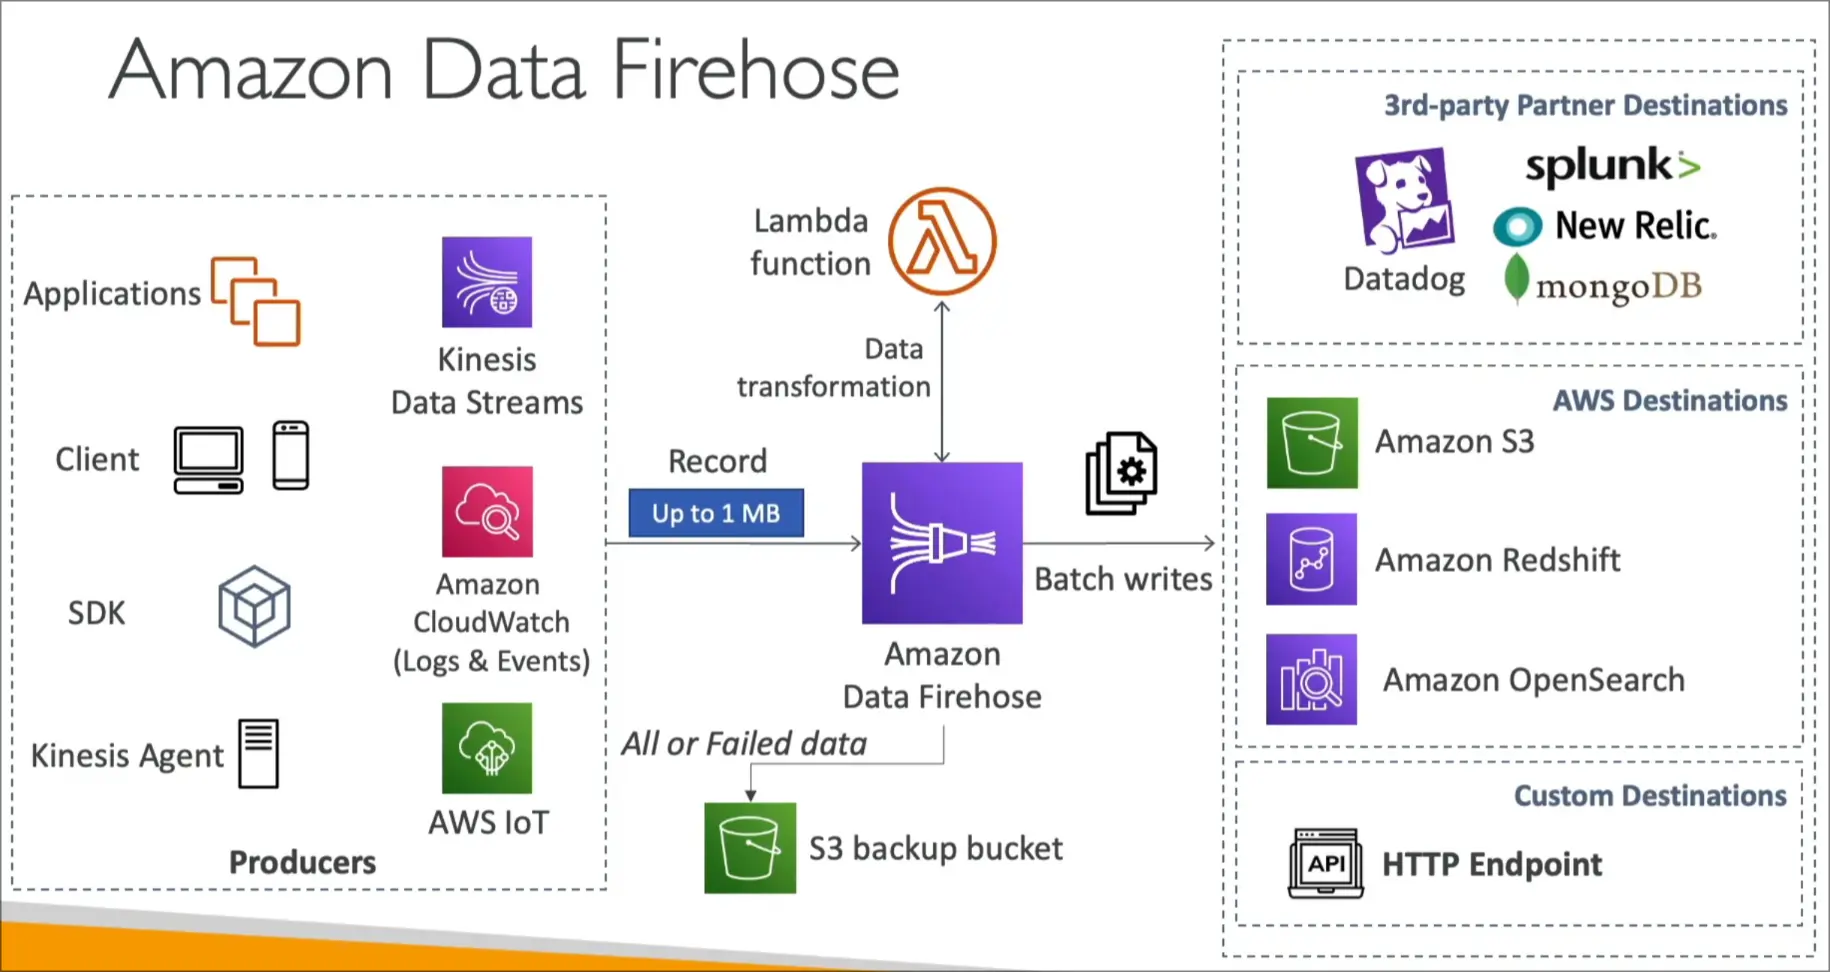 Amazon Data Firehose
Applications
Client
SDK
Kinesis Agent
Kinesis
Data Streams
Amazon
CloudWatch
(Logs & Events)
AWS IoT
Producers
Record
Up to 1 MB
Lambda
function
Data
transformation
Amazon
Data Firehose
All or Failed data
S3 backup bucket
Batch writes
3rd-party Partner Destinations
Datadog
splunk>
New Relic.
mongoDB
AWS Destinations
Amazon S3
Amazon Redshift
Amazon OpenSearch
Custom Destinations
API
HTTP Endpoint